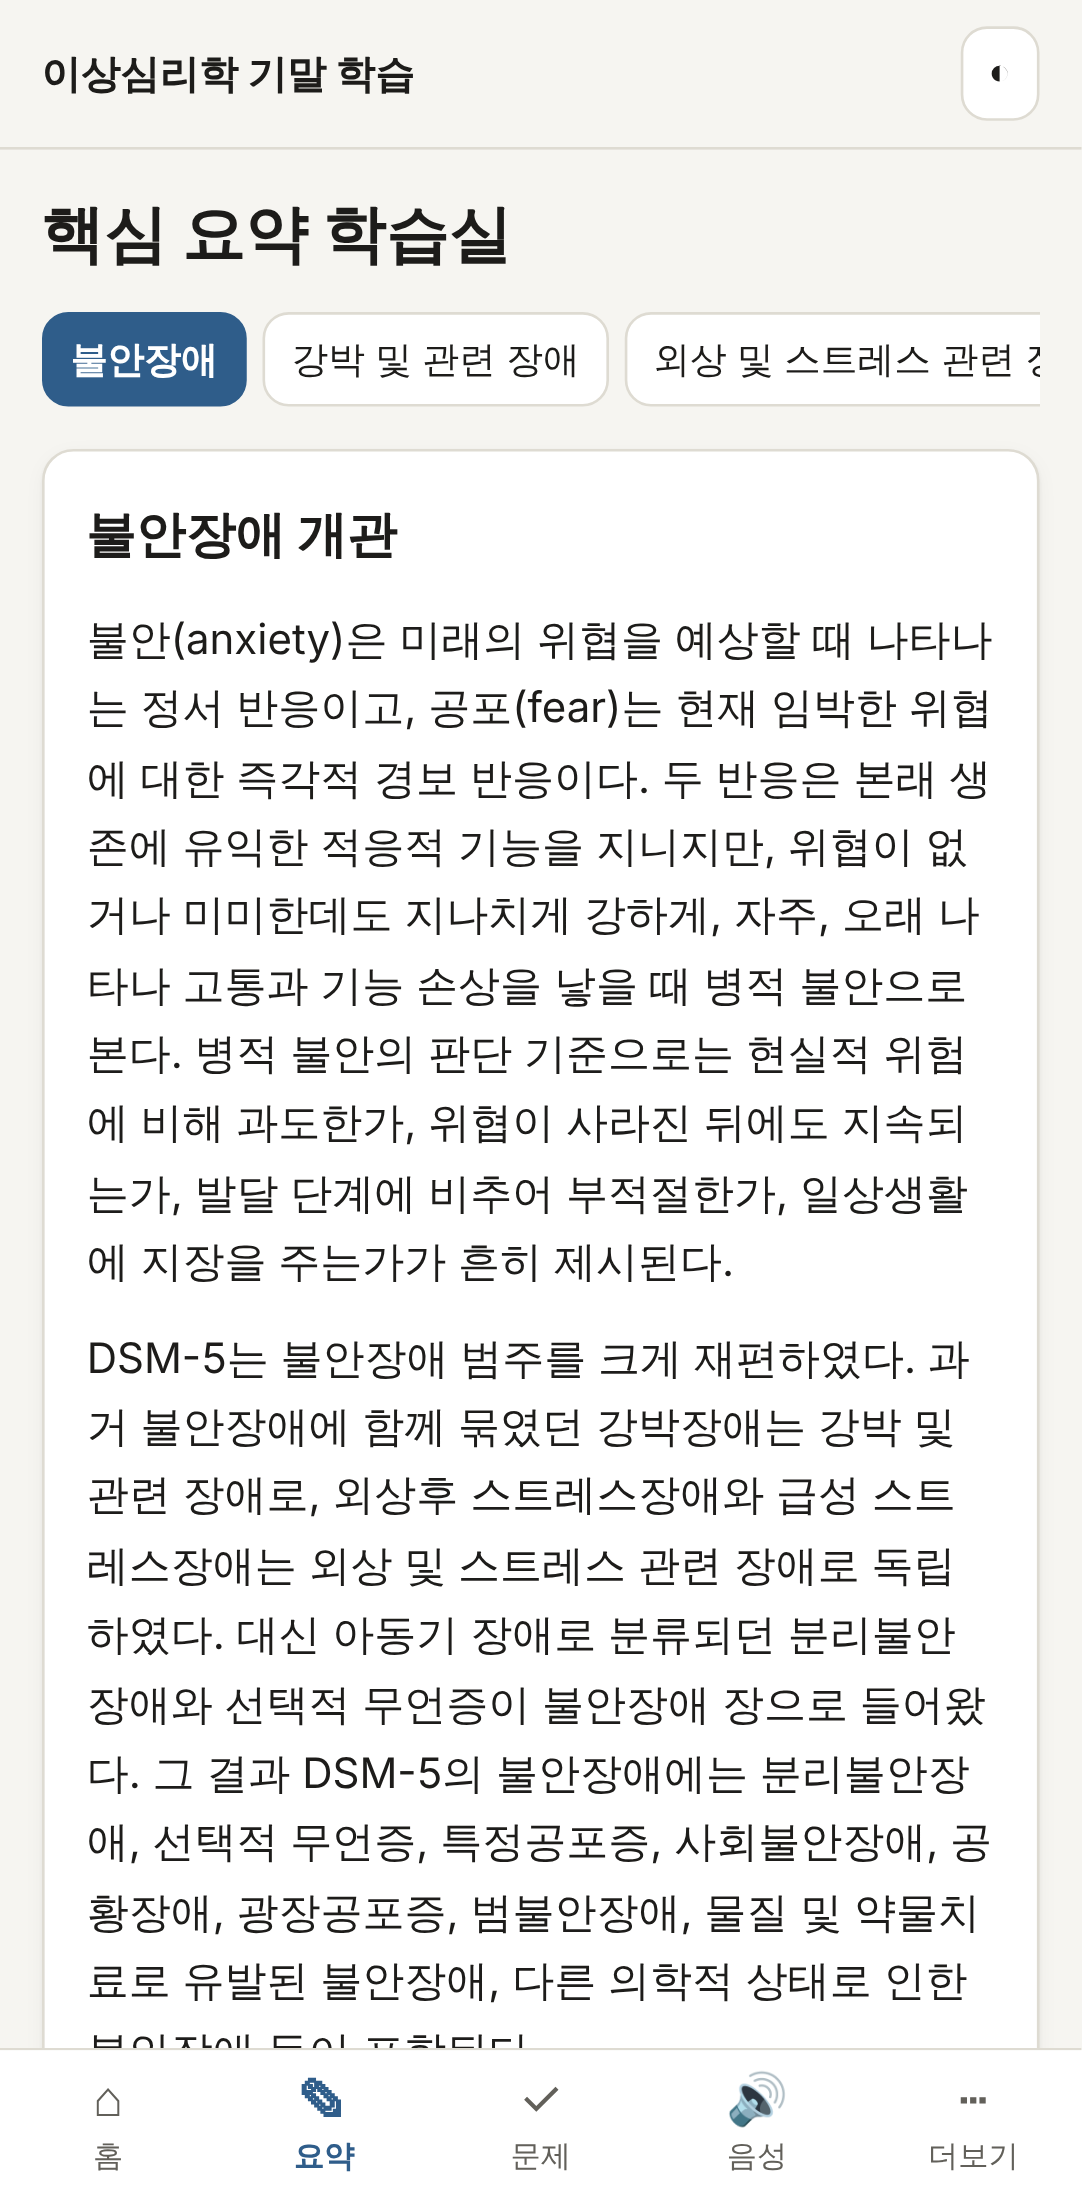 이상심리학 기말 학습
핵심 요약 학습실
불안장애
강박 및 관련 장애
외상 및 스트레스 관련
불안장애 개관
불안(anxiety)은 미래의 위협을 예상할 때 나타나
는 정서 반응이고, 공포(fear)는 현재 임박한 위협
에 대한 즉각적 경보 반응이다. 두 반응은 본래 생
존에 유익한 적응적 기능을 지니지만, 위협이 없
거나 미미한데도 지나치게 강하게, 자주, 오래 나
타나 고통과 기능 손상을 낳을 때 병적 불안으로
본다. 병적 불안의 판단 기준으로는 현실적 위험
에 비해 과도한가, 위협이 사라진 뒤에도 지속되
는가, 발달 단계에 비추어 부적절한가, 일상생활
에 지장을 주는가가 흔히 제시된다.
DSM-5는 불안장애 범주를 크게 재편하였다. 과
거 불안장애에 함께 묶였던 강박장애는 강박 및
관련 장애로, 외상후 스트레스장애와 급성 스트
레스장애는 외상 및 스트레스 관련 장애로 독립
하였다. 대신 아동기 장애로 분류되던 분리불안
장애와 선택적 무언증이 불안장애 장으로 들어왔
다. 그 결과 DSM-5의 불안장애에는 분리불안장
애, 선택적 무언증, 특정공포증, 사회불안장애, 공
황장애, 광장공포증, 범불안장애, 물질 및 약물치
료로 유발된 불안장애, 다른 의학적 상태로 인한
홈
요약
문제
음성
더보기